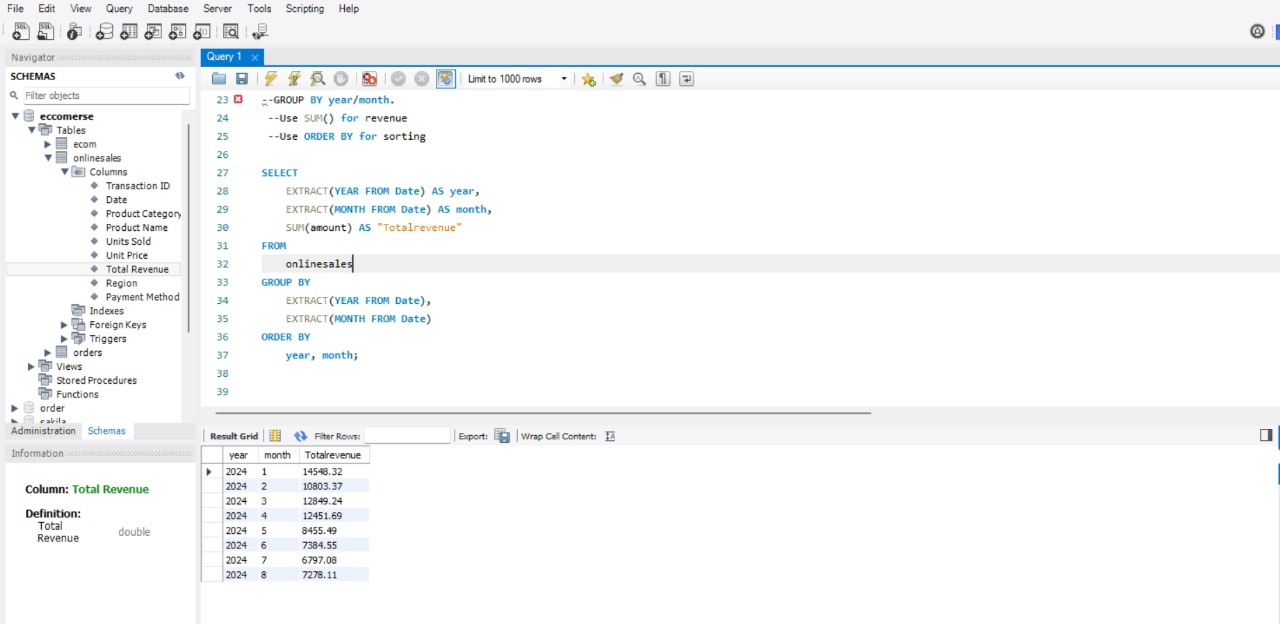 File Edit View Query Database Server Tools Scripting Help
Navigator
SCHEMAS
Filter objects
eccomerse
Tables
ecom
onlinesales
Columns
Transaction ID
Date
Product Category
Product Name
Units Sold
Unit Price
Total Revenue
Region
Payment Method
Indexes
Foreign Keys
Triggers
orders
Views
Stored Procedures
Functions
order
sakila
Administration Schemas
Information
Column: Total Revenue
Definition:
Total Revenue double
Query 1
Limit to 1000 rows
23 --GROUP BY year/month.
24 --Use SUM() for revenue
25 --Use ORDER BY for sorting
26
27 SELECT
28 EXTRACT(YEAR FROM Date) AS year,
29 EXTRACT(MONTH FROM Date) AS month,
30 SUM(amount) AS "Totalrevenue"
31 FROM
32 onlinesales
33 GROUP BY
34 EXTRACT(YEAR FROM Date),
35 EXTRACT(MONTH FROM Date)
36 ORDER BY
37 year, month;
38
39
Result Grid Filter Rows: Export: Wrap Cell Content:
year month Totalrevenue
2024 1 14548.32
2024 2 10803.37
2024 3 12849.24
2024 4 12451.69
2024 5 8455.49
2024 6 7384.55
2024 7 6797.08
2024 8 7278.11